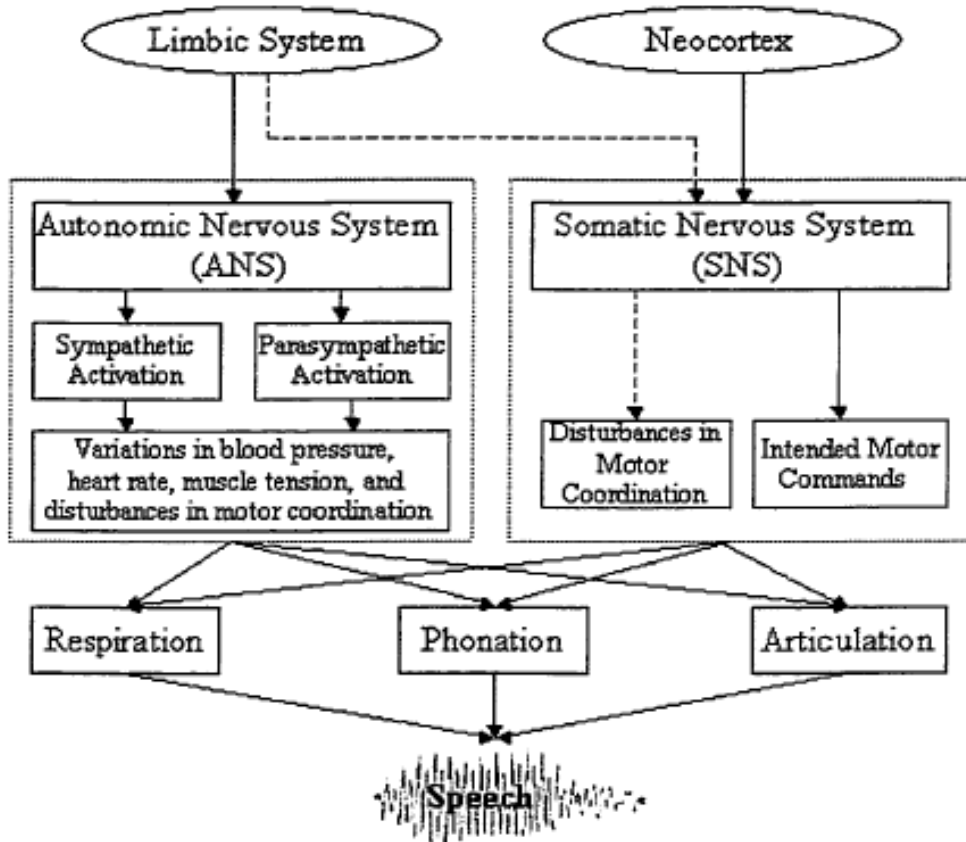 Limbic System
Neocortex
Autonomic Nervous System
(ANS)
Somatic Nervous System
(SNS)
Sympathetic
Activation
Parasympathetic
Activation
Variations in blood pressure,
heart rate, muscle tension, and
disturbances in motor coordination
Disturbances in
Motor
Coordination
Intended Motor
Commands
Respiration
Phonation
Articulation
Speech